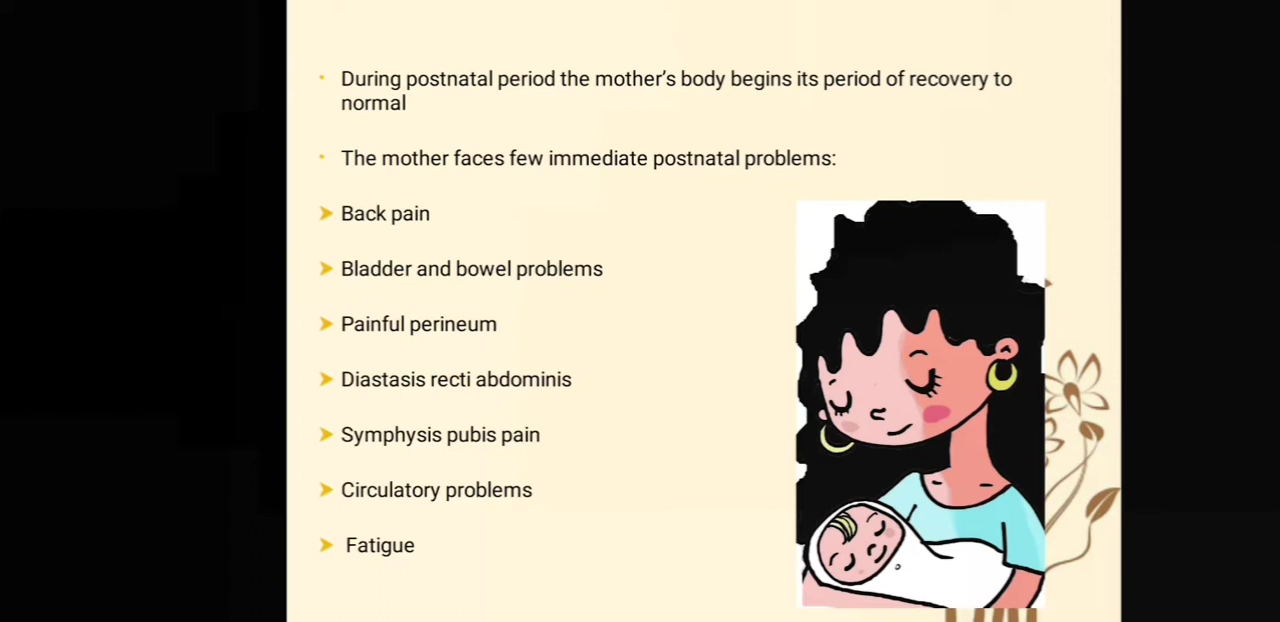 • During postnatal period the mother's body begins its period of recovery to
normal
• The mother faces few immediate postnatal problems:
➤ Back pain
➤ Bladder and bowel problems
➤ Painful perineum
➤ Diastasis recti abdominis
➤ Symphysis pubis pain
➤ Circulatory problems
➤ Fatigue